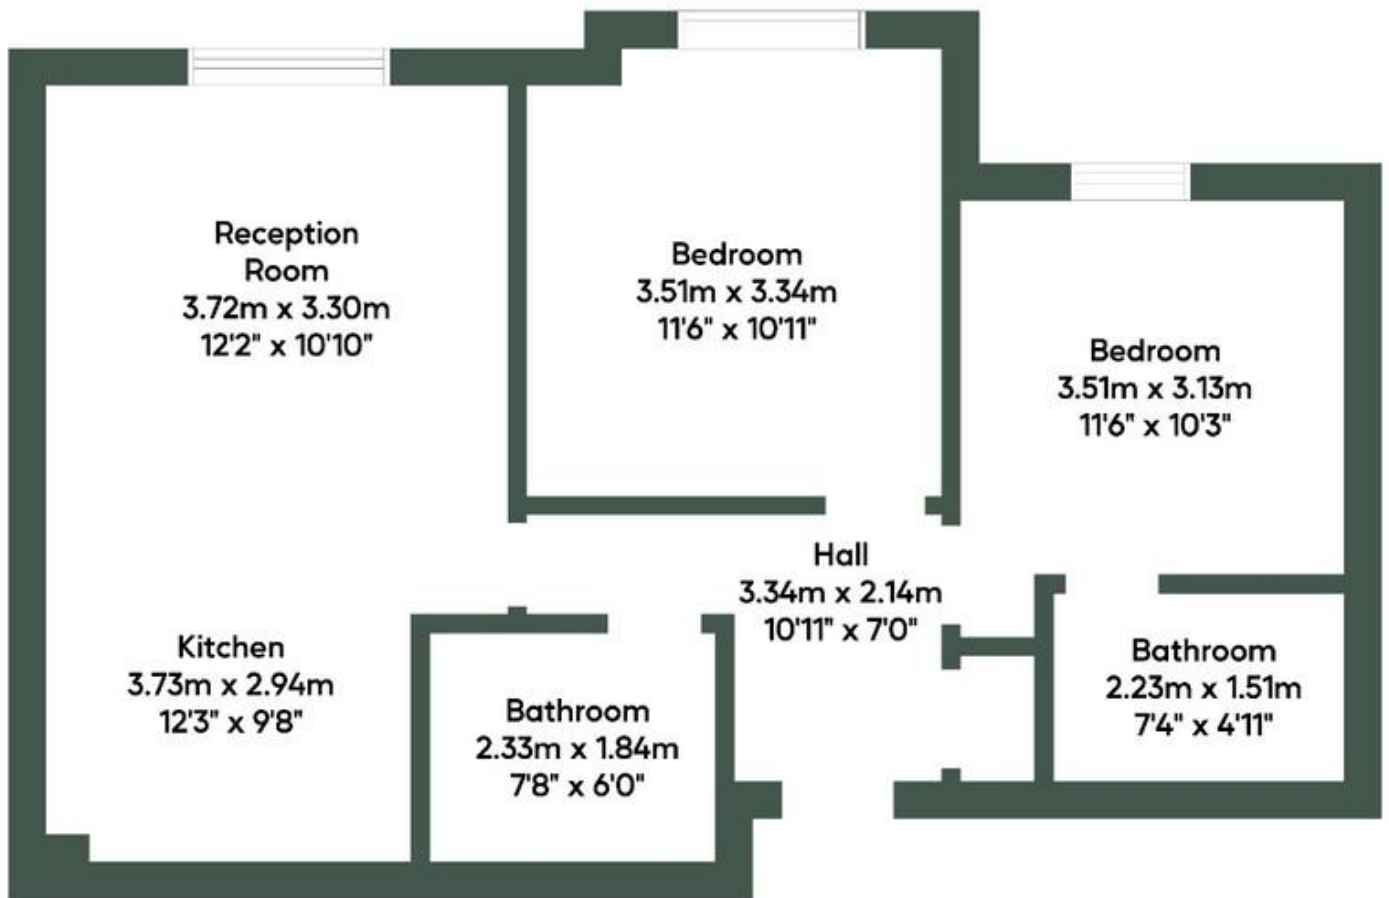 Reception
Room
3.72m x 3.30m
12'2" x 10'10"
Bedroom
3.51m x 3.34m
11'6" x 10'11"
Bedroom
3.51m x 3.13m
11'6" x 10'3"
Hall
3.34m x 2.14m
10'11" x 7'0"
Kitchen
3.73m x 2.94m
12'3" x 9'8"
Bathroom
2.33m x 1.84m
7'8" x 6'0"
Bathroom
2.23m x 1.51m
7'4" x 4'11"